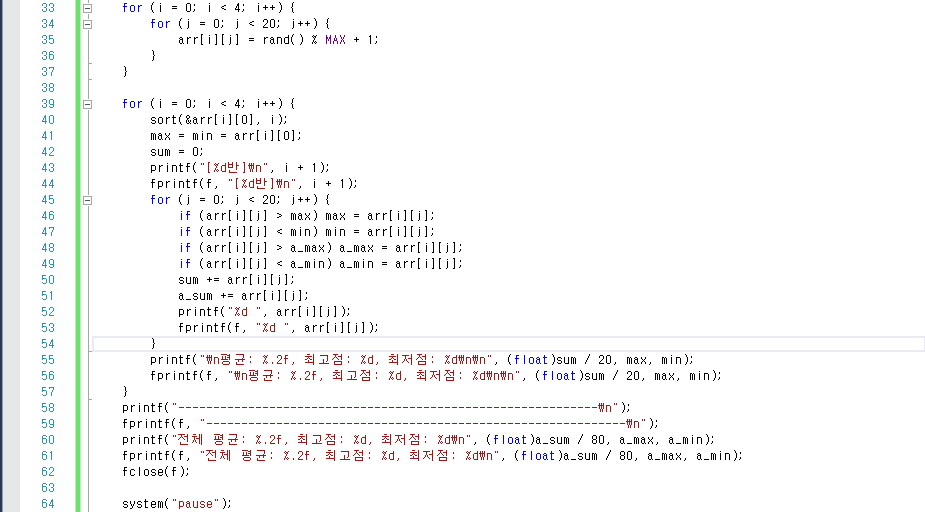 33 for (i = 0; i < 4; i++) {
34 for (j = 0; j < 20; j++) {
35 arr[i][j] = rand() % MAX + 1;
36 }
37 }
38
39 for (i = 0; i < 4; i++) {
40 sort(&arr[i][0], i);
41 max = min = arr[i][0];
42 sum = 0;
43 printf("[%d반]₩n", i + 1);
44 fprintf(f, "[%d반]₩n", i + 1);
45 for (j = 0; j < 20; j++) {
46 if (arr[i][j] > max) max = arr[i][j];
47 if (arr[i][j] < min) min = arr[i][j];
48 if (arr[i][j] > a_max) a_max = arr[i][j];
49 if (arr[i][j] < a_min) a_min = arr[i][j];
50 sum += arr[i][j];
51 a_sum += arr[i][j];
52 printf("%d ", arr[i][j]);
53 fprintf(f, "%d ", arr[i][j]);
54 }
55 printf("₩n평균: %.2f, 최고점: %d, 최저점: %d₩n₩n", (float)sum / 20, max, min);
56 fprintf(f, "₩n평균: %.2f, 최고점: %d, 최저점: %d₩n₩n", (float)sum / 20, max, min);
57 }
58 printf("------------------------------------------------------------₩n");
59 fprintf(f, "------------------------------------------------------------₩n");
60 printf("전체 평균: %.2f, 최고점: %d, 최저점: %d₩n", (float)a_sum / 80, a_max, a_min);
61 fprintf(f, "전체 평균: %.2f, 최고점: %d, 최저점: %d₩n", (float)a_sum / 80, a_max, a_min);
62 fclose(f);
63
64 system("pause");